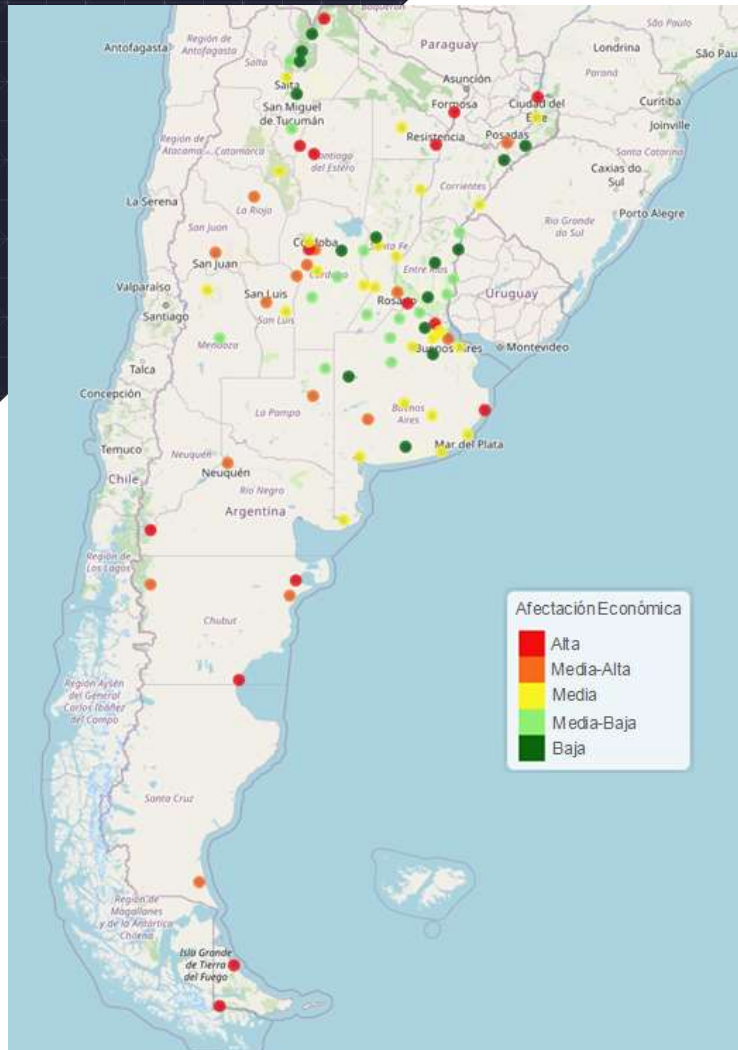 Boquerón
São Paulo
Antofagasta
Región de
Antofagasta
Paraguay
Londrina
São Pau
Salta
Asunción
Paraná
Salta
San Miguel
de Tucumán
Formosa
Ciudad del
Este
Curitiba
Joinville
Región de
Atacama
Catamarca
Santiago
del Estero
Resistencia
Posadas
Santa Catarina
Corrientes
Caxias do
Sul
La Serena
La Rioja
Porto Alegre
Rio Grande
do Sul
San Juan
Córdoba
Santa Fe
San Juan
Córdoba
Entre Ríos
Valparaíso
San Luis
Rosario
Uruguay
Santiago
San Luis
Mendoza
Buenos Aires
Montevideo
Talca
Concepción
La Pampa
Buenos
Aires
Temuco
Neuquén
Mar del Plata
Chile
Neuquén
Río Negro
Argentina
Región de
Los Lagos
Chubut
Afectación Económica
Alta
Media-Alta
Media
Media-Baja
Baja
Región Aysén
del General
Carlos Ibáñez
del Campo
Santa Cruz
Región de
Magallanes
y de la Antártica
Chilena
Isla Grande
de Tierra
del Fuego